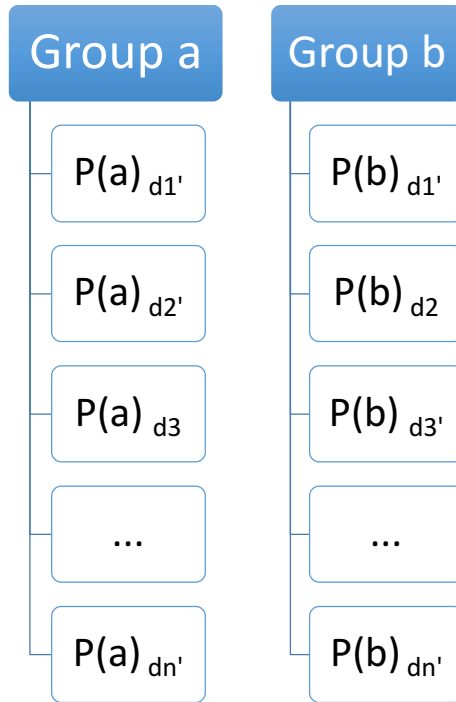 Group a
P(a) d1'
P(a) d2'
P(a) d3
...
P(a) dn'
Group b
P(b) d1'
P(b) d2
P(b) d3'
...
P(b) dn'